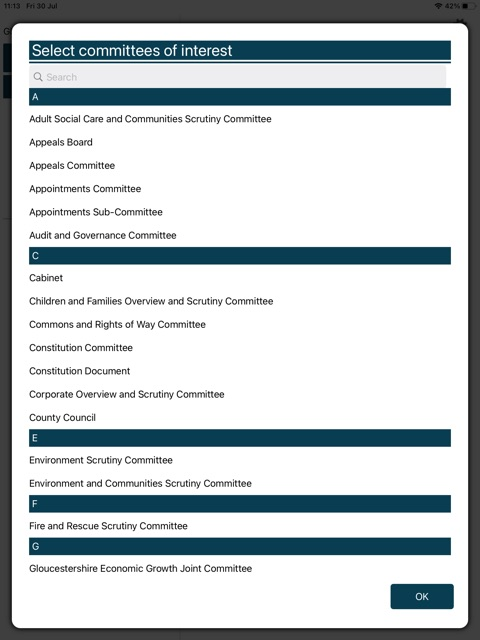 11:13 Fri 30 Jul
42%
G
Select committees of interest
Search
A
Adult Social Care and Communities Scrutiny Committee
Appeals Board
Appeals Committee
Appointments Committee
Appointments Sub-Committee
Audit and Governance Committee
C
Cabinet
Children and Families Overview and Scrutiny Committee
Commons and Rights of Way Committee
Constitution Committee
Constitution Document
Corporate Overview and Scrutiny Committee
County Council
E
Environment Scrutiny Committee
Environment and Communities Scrutiny Committee
F
Fire and Rescue Scrutiny Committee
G
Gloucestershire Economic Growth Joint Committee
OK